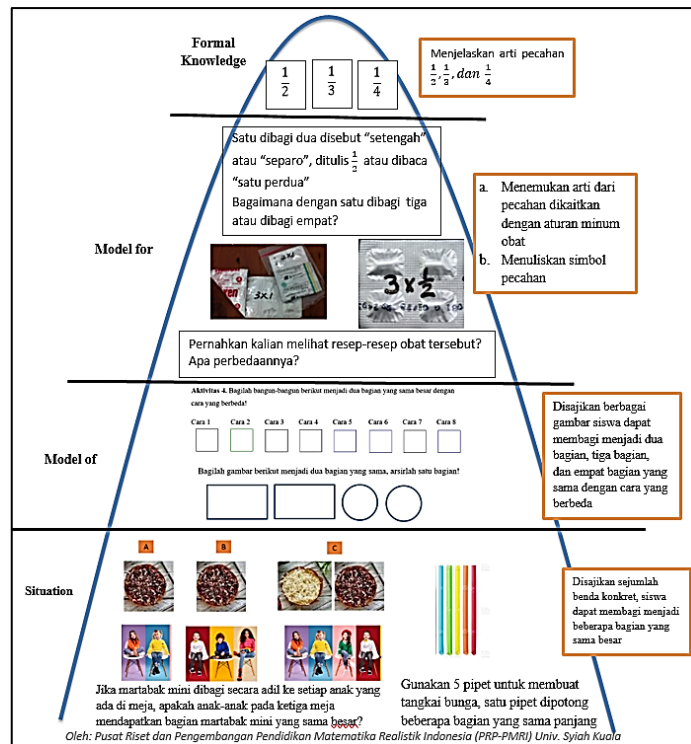 Formal
Knowledge
1/2 1/3 1/4
Menjelaskan arti pecahan
1/2, 1/3, dan 1/4
Satu dibagi dua disebut “setengah”
atau “separo”, ditulis 1/2 atau dibaca
“satu perdua”
Bagaimana dengan satu dibagi tiga
atau dibagi empat?
Model for
a. Menemukan arti dari
pecahan dikaitkan
dengan aturan minum
obat
b. Menuliskan simbol
pecahan
3x1
3 x 1/2
Pernahkan kalian melihat resep-resep obat tersebut?
Apa perbedaannya?
Aktivitas 4. Bagilah bangun-bangun berikut menjadi dua bagian yang sama besar dengan
cara yang berbeda!
Cara 1 Cara 2 Cara 3 Cara 4 Cara 5 Cara 6 Cara 7 Cara 8
Model of
Bagilah gambar berikut menjadi dua bagian yang sama, arsirlah satu bagian!
Disajikan berbagai
gambar siswa dapat
membagi menjadi dua
bagian, tiga bagian,
dan empat bagian yang
sama dengan cara yang
berbeda
A B C
Situation
Disajikan sejumlah
benda konkret, siswa
dapat membagi menjadi
beberapa bagian yang
sama besar
Jika martabak mini dibagi secara adil ke setiap anak yang
ada di meja, apakah anak-anak pada ketiga meja
mendapatkan bagian martabak mini yang sama besar?
Gunakan 5 pipet untuk membuat
tangkai bunga, satu pipet dipotong
beberapa bagian yang sama panjang
Oleh: Pusat Riset dan Pengembangan Pendidikan Matematika Realistik Indonesia (PRP-PMRI) Univ. Syiah Kuala